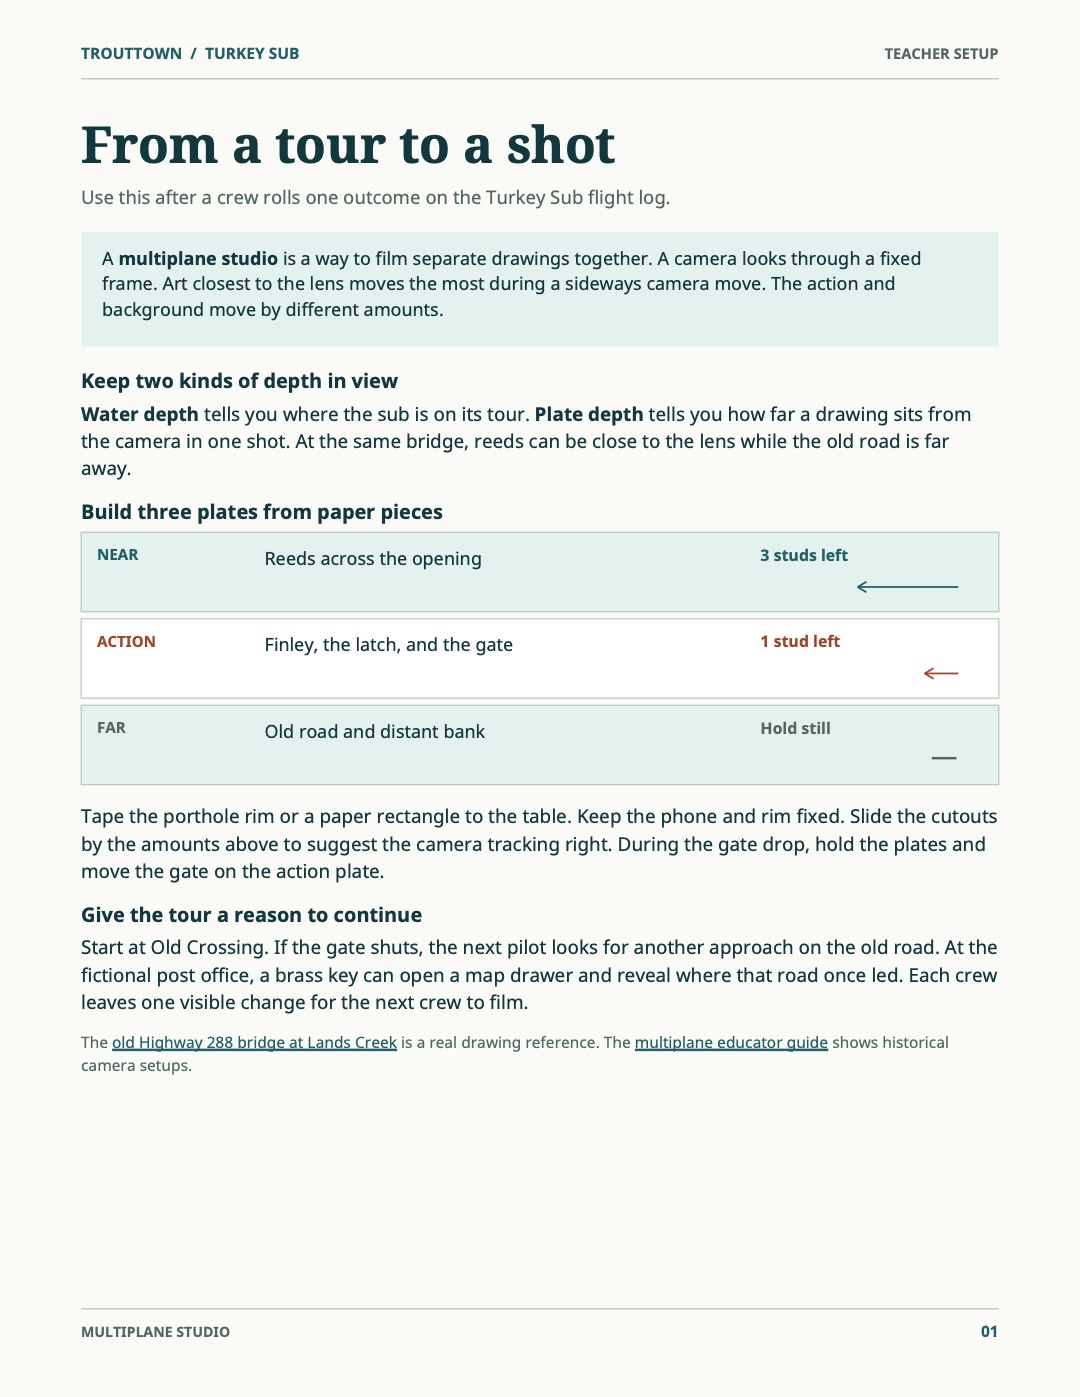 TROUTTOWN / TURKEY SUB
TEACHER SETUP
From a tour to a shot
Use this after a crew rolls one outcome on the Turkey Sub flight log.
A multiplane studio is a way to film separate drawings together. A camera looks through a fixed
frame. Art closest to the lens moves the most during a sideways camera move. The action and
background move by different amounts.
Keep two kinds of depth in view
Water depth tells you where the sub is on its tour. Plate depth tells you how far a drawing sits from
the camera in one shot. At the same bridge, reeds can be close to the lens while the old road is far
away.
Build three plates from paper pieces
NEAR
Reeds across the opening
3 studs left
ACTION
Finley, the latch, and the gate
1 stud left
FAR
Old road and distant bank
Hold still
Tape the porthole rim or a paper rectangle to the table. Keep the phone and rim fixed. Slide the cutouts
by the amounts above to suggest the camera tracking right. During the gate drop, hold the plates and
move the gate on the action plate.
Give the tour a reason to continue
Start at Old Crossing. If the gate shuts, the next pilot looks for another approach on the old road. At the
fictional post office, a brass key can open a map drawer and reveal where that road once led. Each crew
leaves one visible change for the next crew to film.
The old Highway 288 bridge at Lands Creek is a real drawing reference. The multiplane educator guide shows historical
camera setups.
MULTIPLANE STUDIO
01